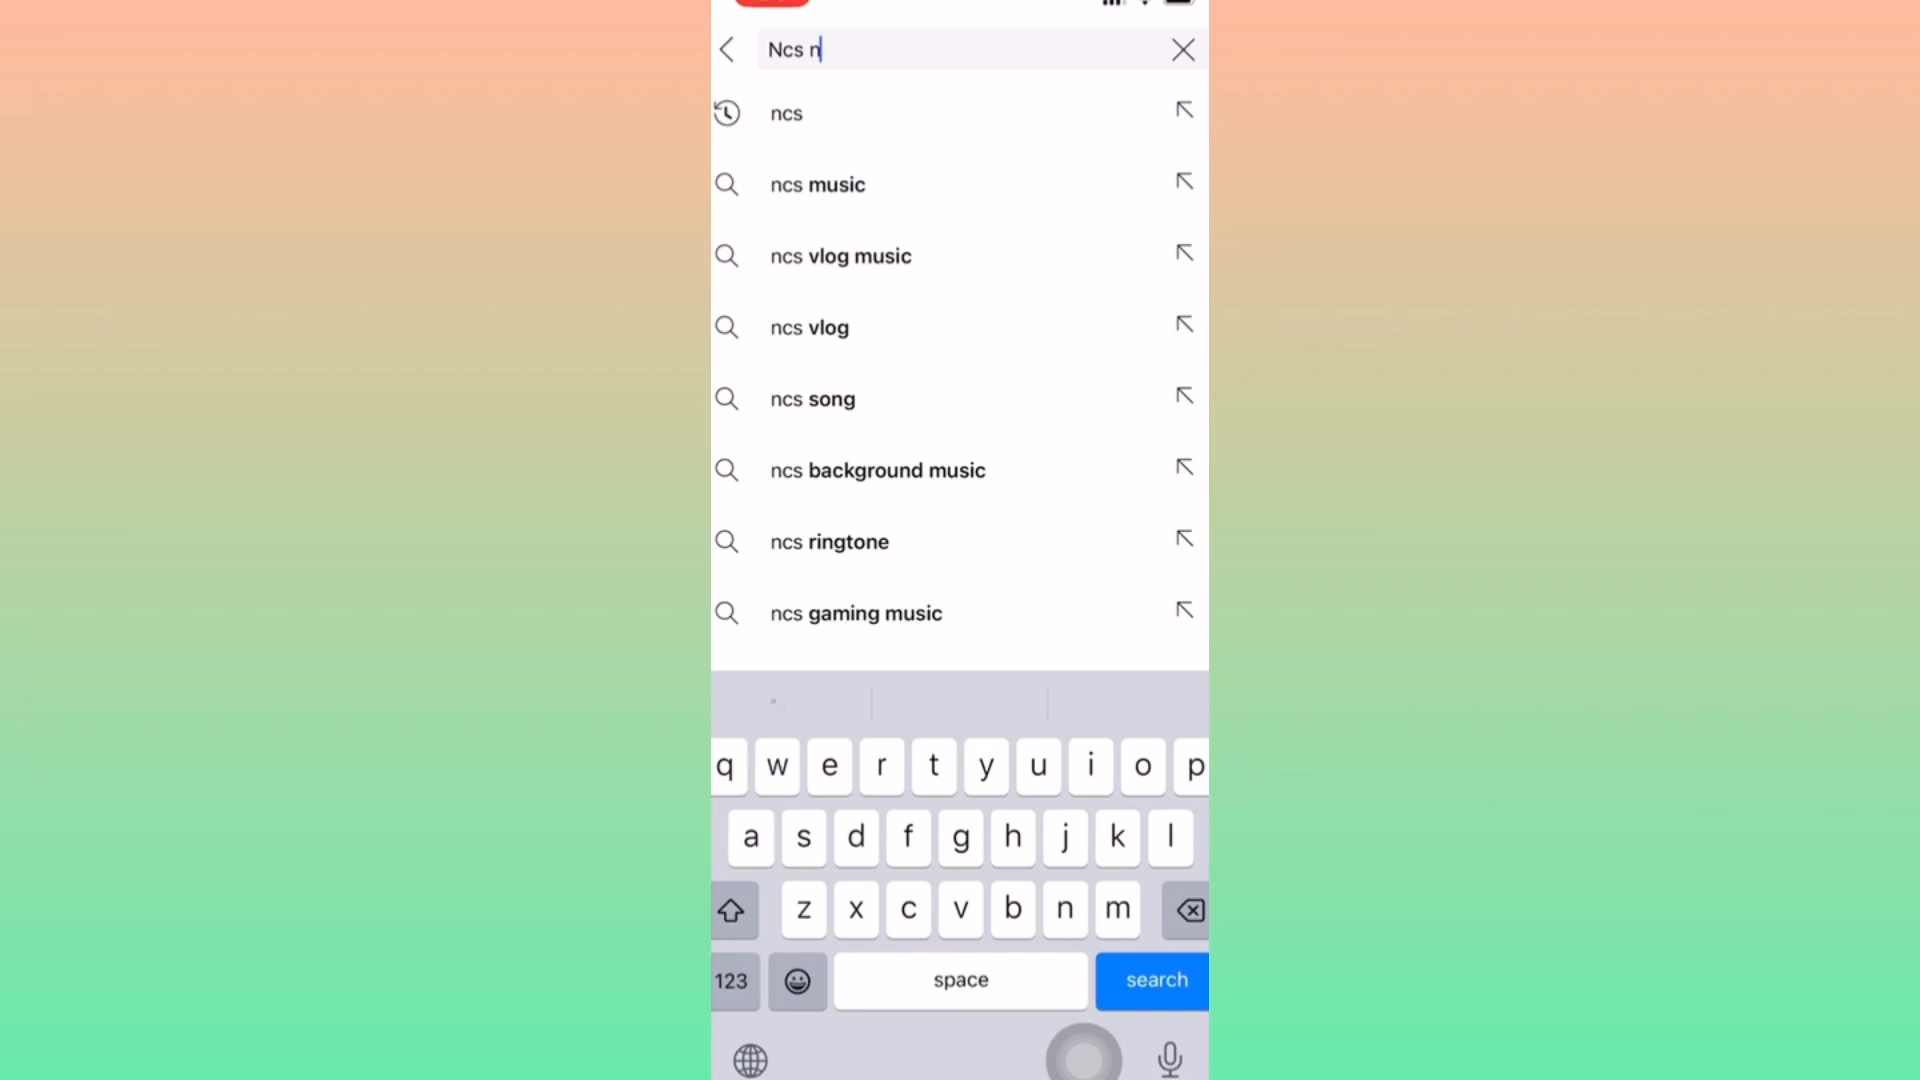 Ncs n
ncs
ncs music
ncs vlog music
ncs vlog
ncs song
ncs background music
ncs ringtone
ncs gaming music
q w e r t y u i o p
a s d f g h j k l
z x c v b n m
123 space search